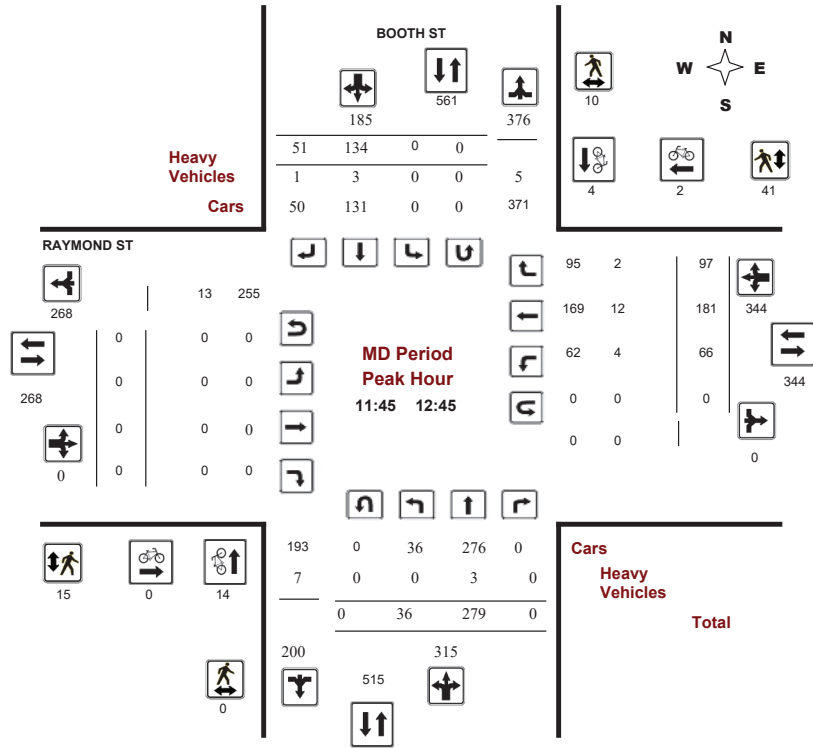 BOOTH ST
N
W E
S
561
10
185 376
51 134 0 0
Heavy
Vehicles
1 3 0 0 5
Cars
50 131 0 0 371
4 2 41
RAYMOND ST
268
13 255
95 2 97
344
0 0 0
169 12 181
268
MD Period
Peak Hour
11:45 12:45
0 0 0
62 4 66
344
0 0 0
0 0 0
0
0 0 0
0 0
0
193 0 36 276 0
Cars
7 0 0 3 0
Heavy
Vehicles
15 0 14
0 36 279 0
Total
200 315
515
0